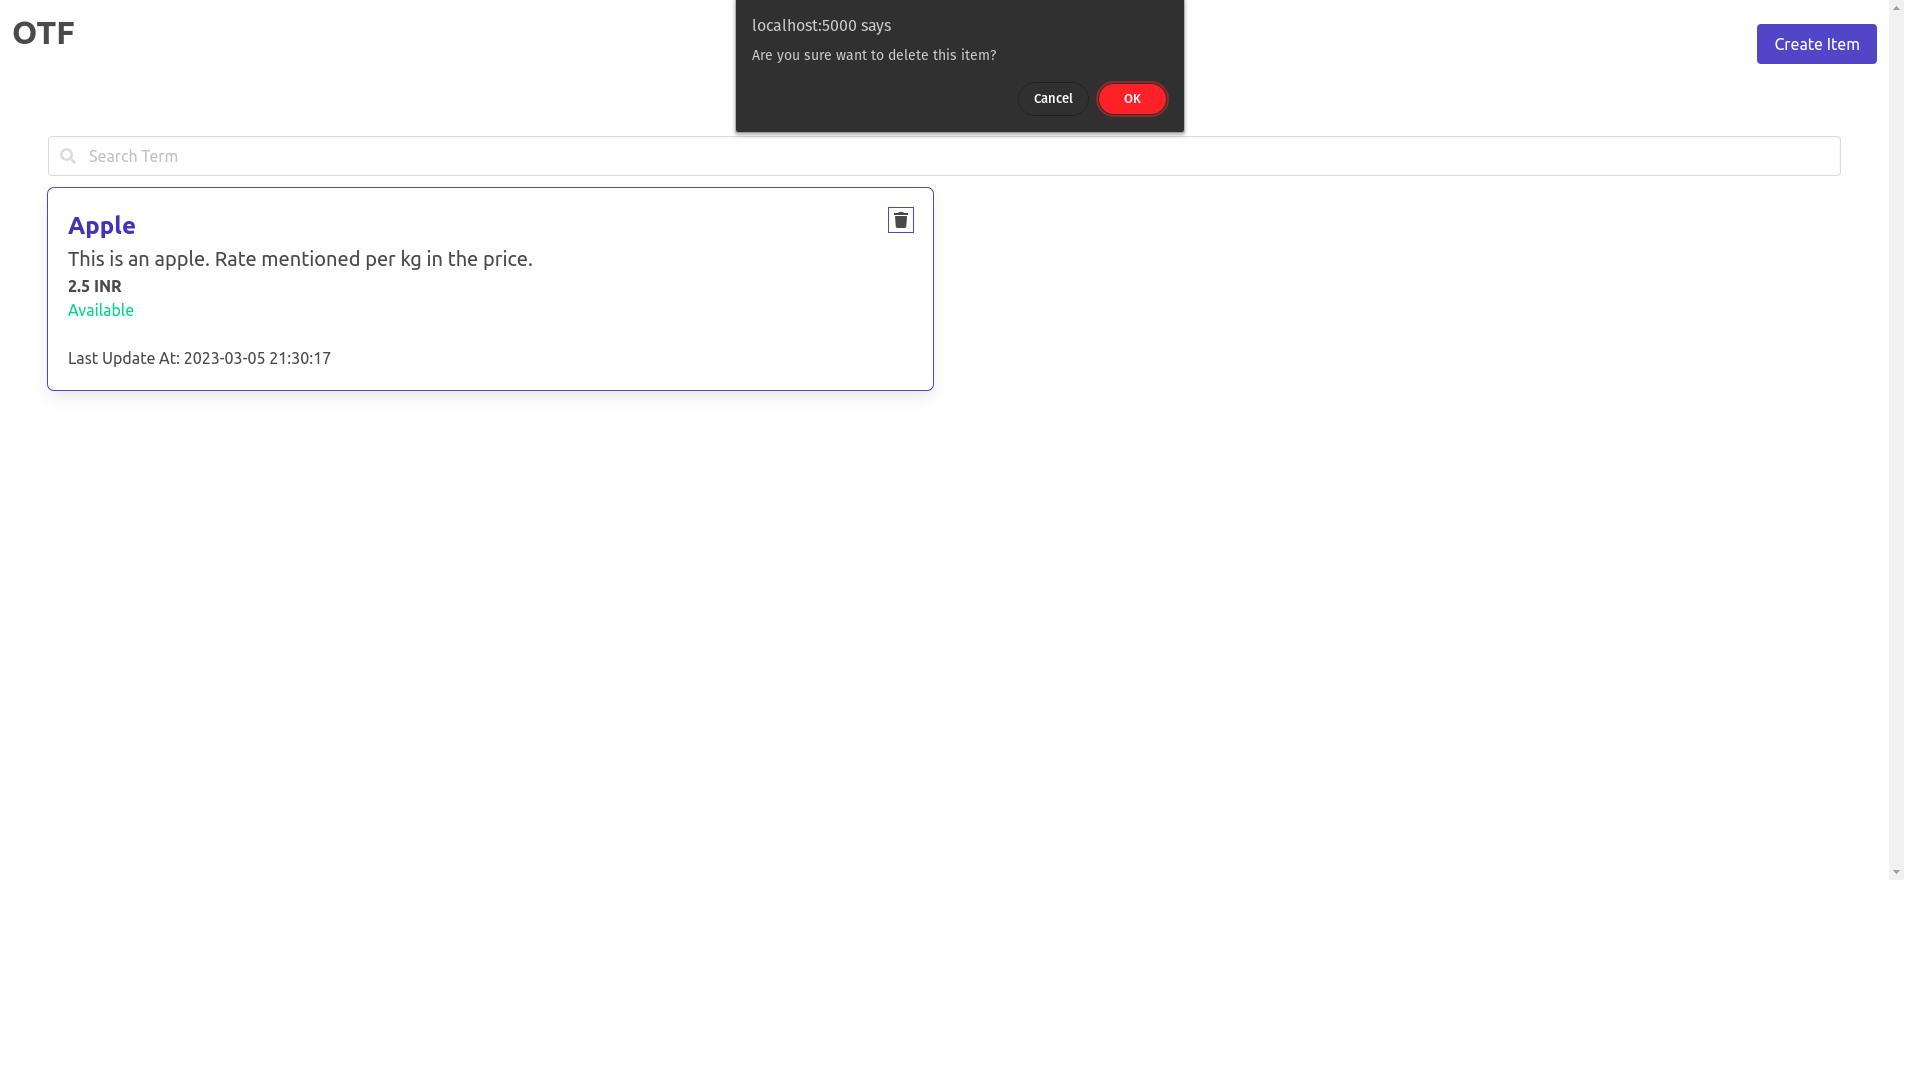 OTF
localhost:5000 says
Are you sure want to delete this item?
Cancel
OK
Create Item
Search Term
Apple
This is an apple. Rate mentioned per kg in the price.
2.5 INR
Available
Last Update At: 2023-03-05 21:30:17